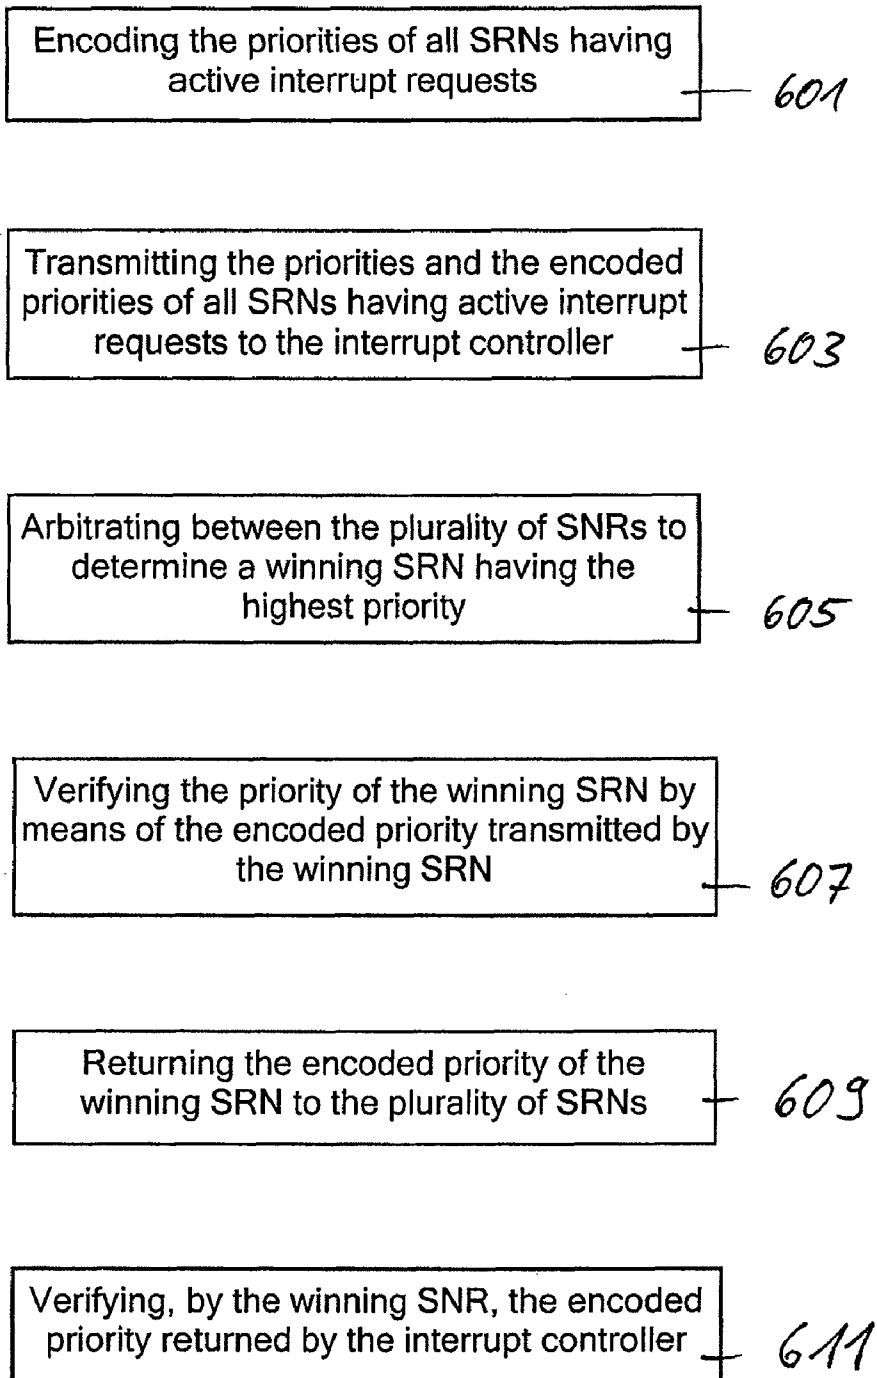 Encoding the priorities of all SRNs having
active interrupt requests
601
Transmitting the priorities and the encoded
priorities of all SRNs having active interrupt
requests to the interrupt controller
603
Arbitrating between the plurality of SNRs to
determine a winning SRN having the
highest priority
605
Verifying the priority of the winning SRN by
means of the encoded priority transmitted by
the winning SRN
607
Returning the encoded priority of the
winning SRN to the plurality of SRNs
609
Verifying, by the winning SNR, the encoded
priority returned by the interrupt controller
611